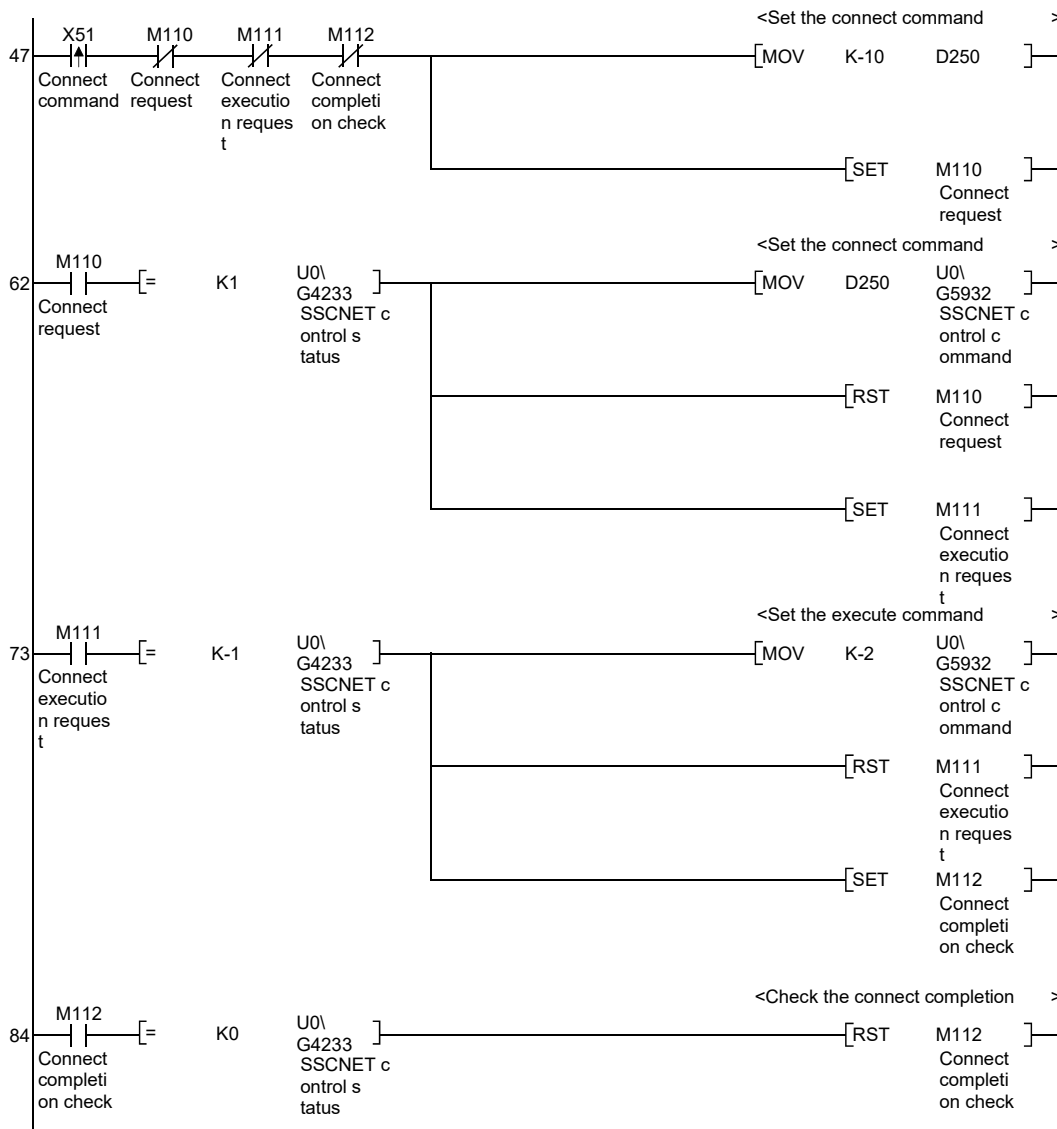 <Set the connect command >
X51 M110 M111 M112
47 [MOV K-10 D250 ]
Connect Connect Connect Connect
command request executio completi
n reques on check
t
[SET M110 ]
Connect
request
<Set the connect command >
M110
62 [= K1 U0\ ] [MOV D250 U0\ ]
G4233 G5932
Connect SSCNET c SSCNET c
request ontrol s ontrol c
tatus ommand
[RST M110 ]
Connect
request
[SET M111 ]
Connect
executio
n reques
t
<Set the execute command >
M111
73 [= K-1 U0\ ] [MOV K-2 U0\ ]
G4233 G5932
Connect SSCNET c SSCNET c
executio ontrol s ontrol c
n reques tatus ommand
t
[RST M111 ]
Connect
executio
n reques
t
[SET M112 ]
Connect
completi
on check
<Check the connect completion >
M112
84 [= K0 U0\ ] [RST M112 ]
G4233
Connect SSCNET c Connect
completi ontrol s completi
on check tatus on check